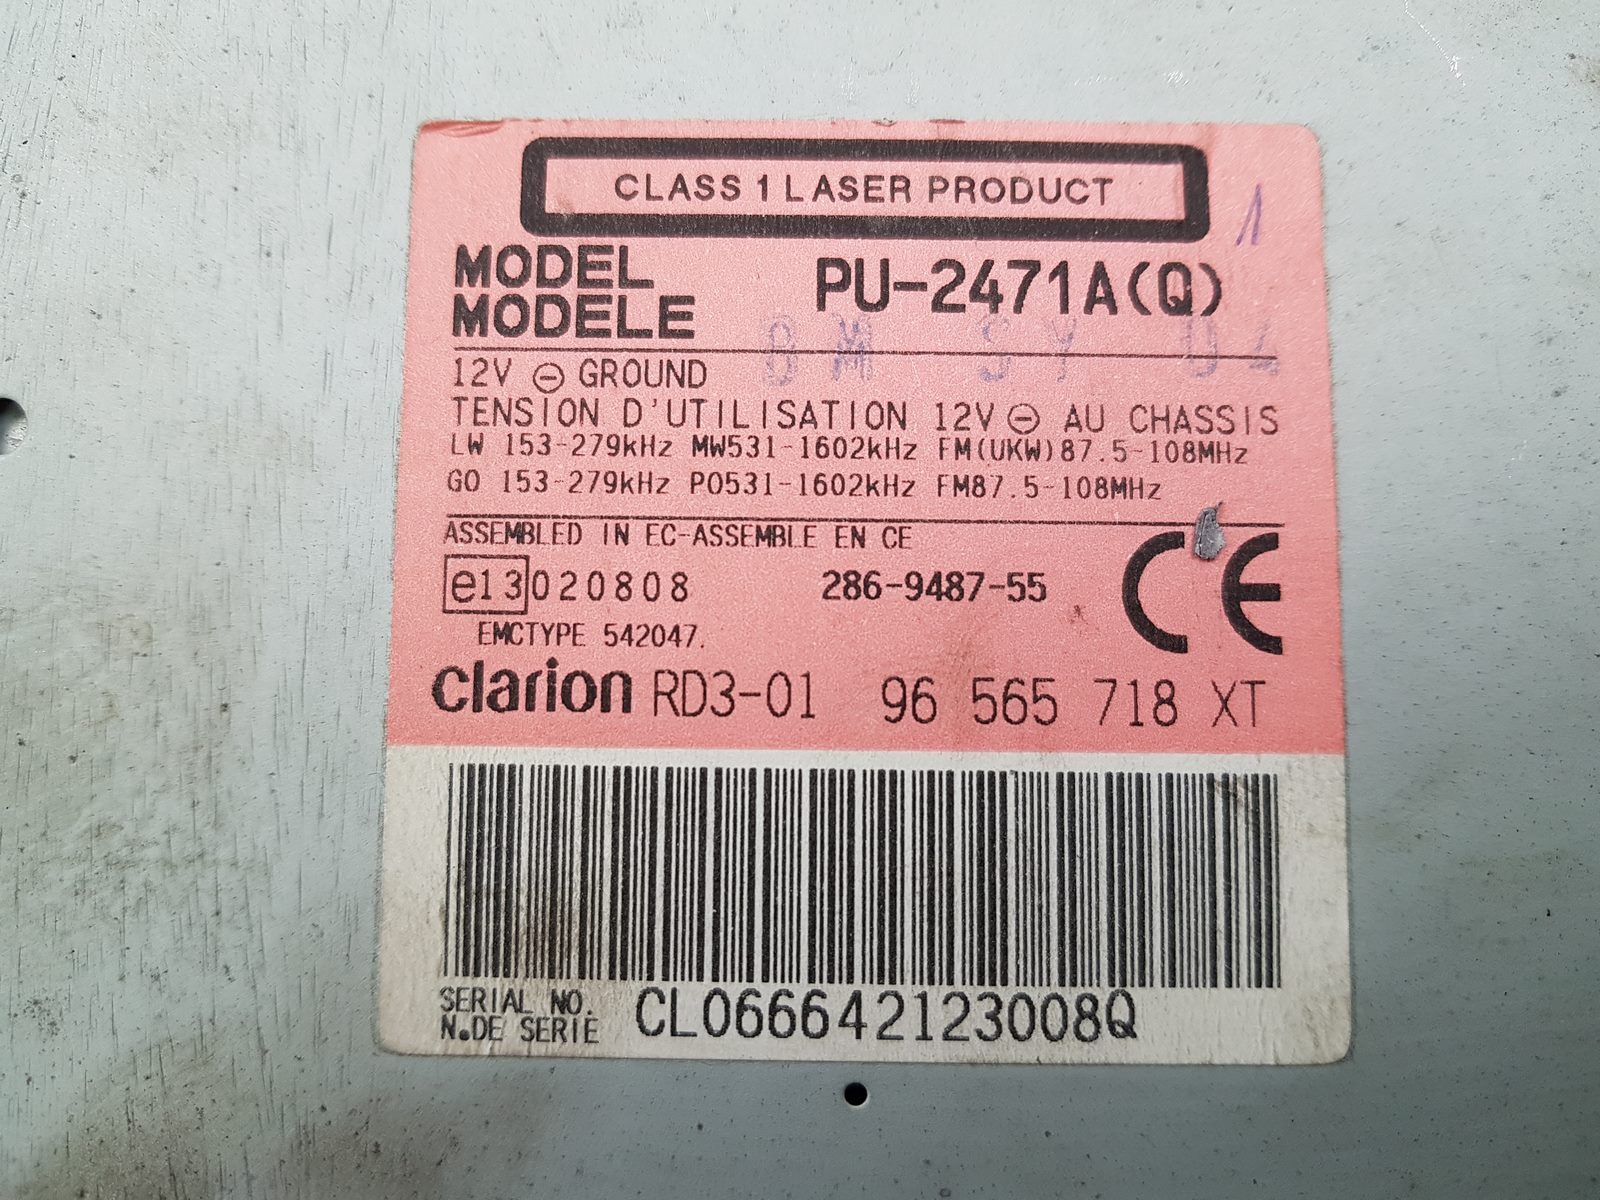 CLASS 1 LASER PRODUCT
1
MODEL
MODELE
PU-2471A(Q)
BM SY
12V ⊖ GROUND
TENSION D'UTILISATION 12V ⊖ AU CHASSIS
LW 153-279kHz MW531-1602kHz FM(UKW)87.5-108MHz
GO 153-279kHz PO531-1602kHz FM87.5-108MHz
ASSEMBLED IN EC-ASSEMBLE EN CE
e13 020808 286-9487-55 CE
EMCTYPE 542047.
clarion RD3-01 96 565 718 XT
SERIAL NO.
N.DE SERIE
CL066642123008Q